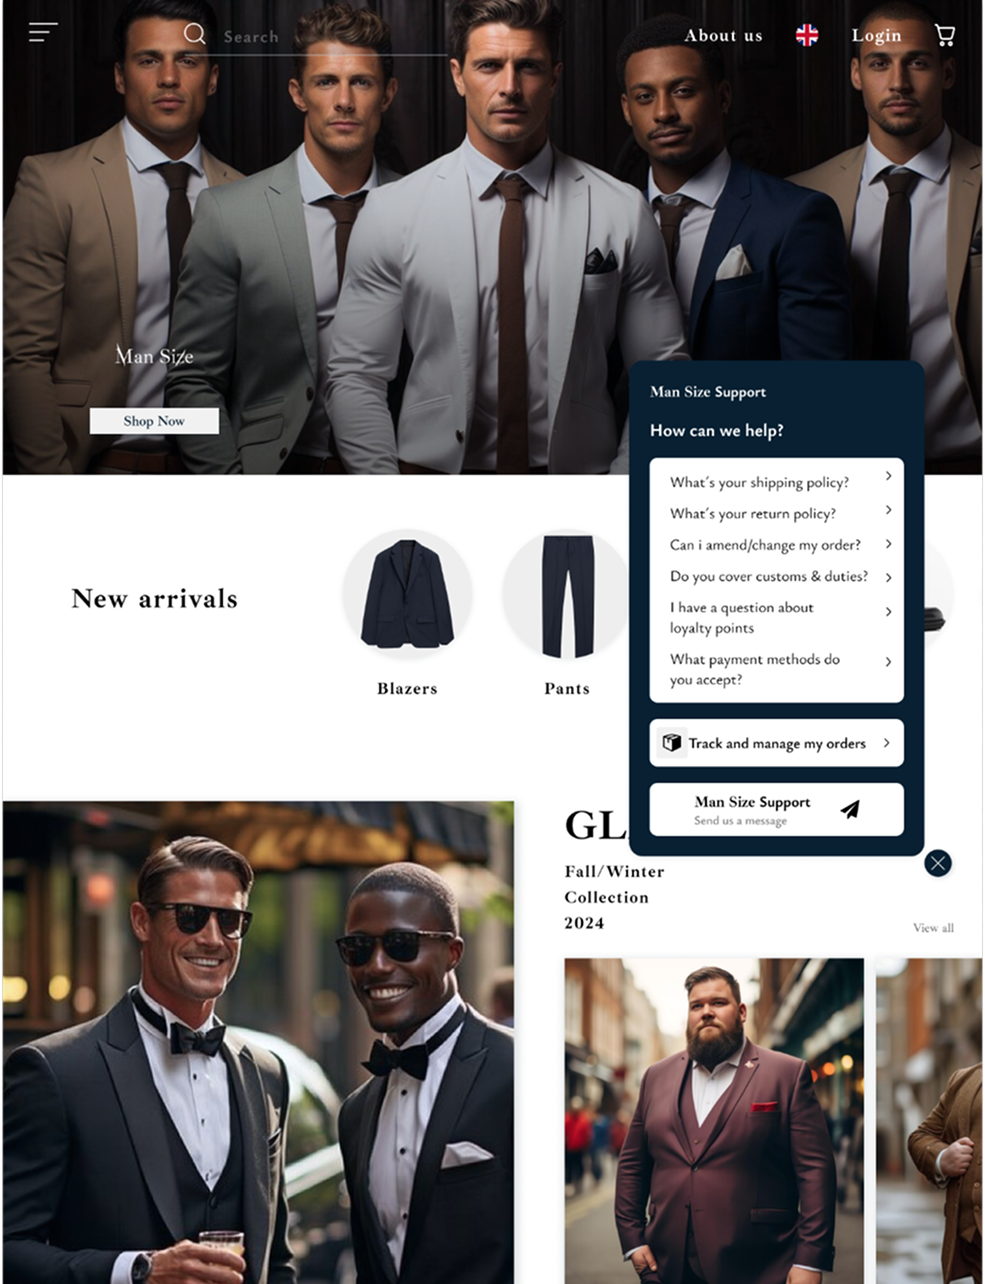 Search
About us
Login
Man Size
Shop Now
Man Size Support
How can we help?
What´s your shipping policy?
What´s your return policy?
Can i amend/change my order?
Do you cover customs & duties?
I have a question about
loyalty points
What payment methods do
you accept?
Track and manage my orders
Man Size Support
Send us a message
New arrivals
Blazers
Pants
GL
Fall/Winter
Collection
2024
View all